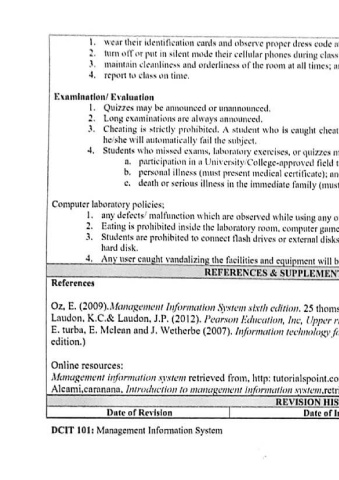 1. wear their identification cards and observe proper dress code
2. turn off or put in silent mode their cellular phones during class
3. maintain cleanliness and orderliness of the room at all times;
4. report to class on time.
Examination/ Evaluation
1. Quizzes may be announced or unannounced.
2. Long examinations are always announced.
3. Cheating is strictly prohibited. A student who is caught cheat
he/she will automatically fail the subject.
4. Students who missed exams, laboratory exercises, or quizzes
a. participation in a University/College-approved field
b. personal illness (must present medical certificate);
c. death or serious illness in the immediate family (must
Computer laboratory policies;
1. any defects/ malfunction which are observed while using any
2. Eating is prohibited inside the laboratory room, computer game
3. Students are prohibited to connect flash drives or external disks
hard disk.
4. Any user caught vandalizing the facilities and equipment will
REFERENCES & SUPPLEMEN
References
Oz, E. (2009).Management Information System sixth edition. 25 thoms
Laudon, K.C.& Laudon, J.P. (2012). Pearson Education, Inc, Upper
E. turba, E. Mclean and J. Wetherbe (2007). Information technology
edition.)
Online resources:
Management information system retrieved from, http: tutorialspoint.co
Alcami,caranana, Introduction to management information system,retri
REVISION HIS
Date of Revision Date of
DCIT 101: Management Information System